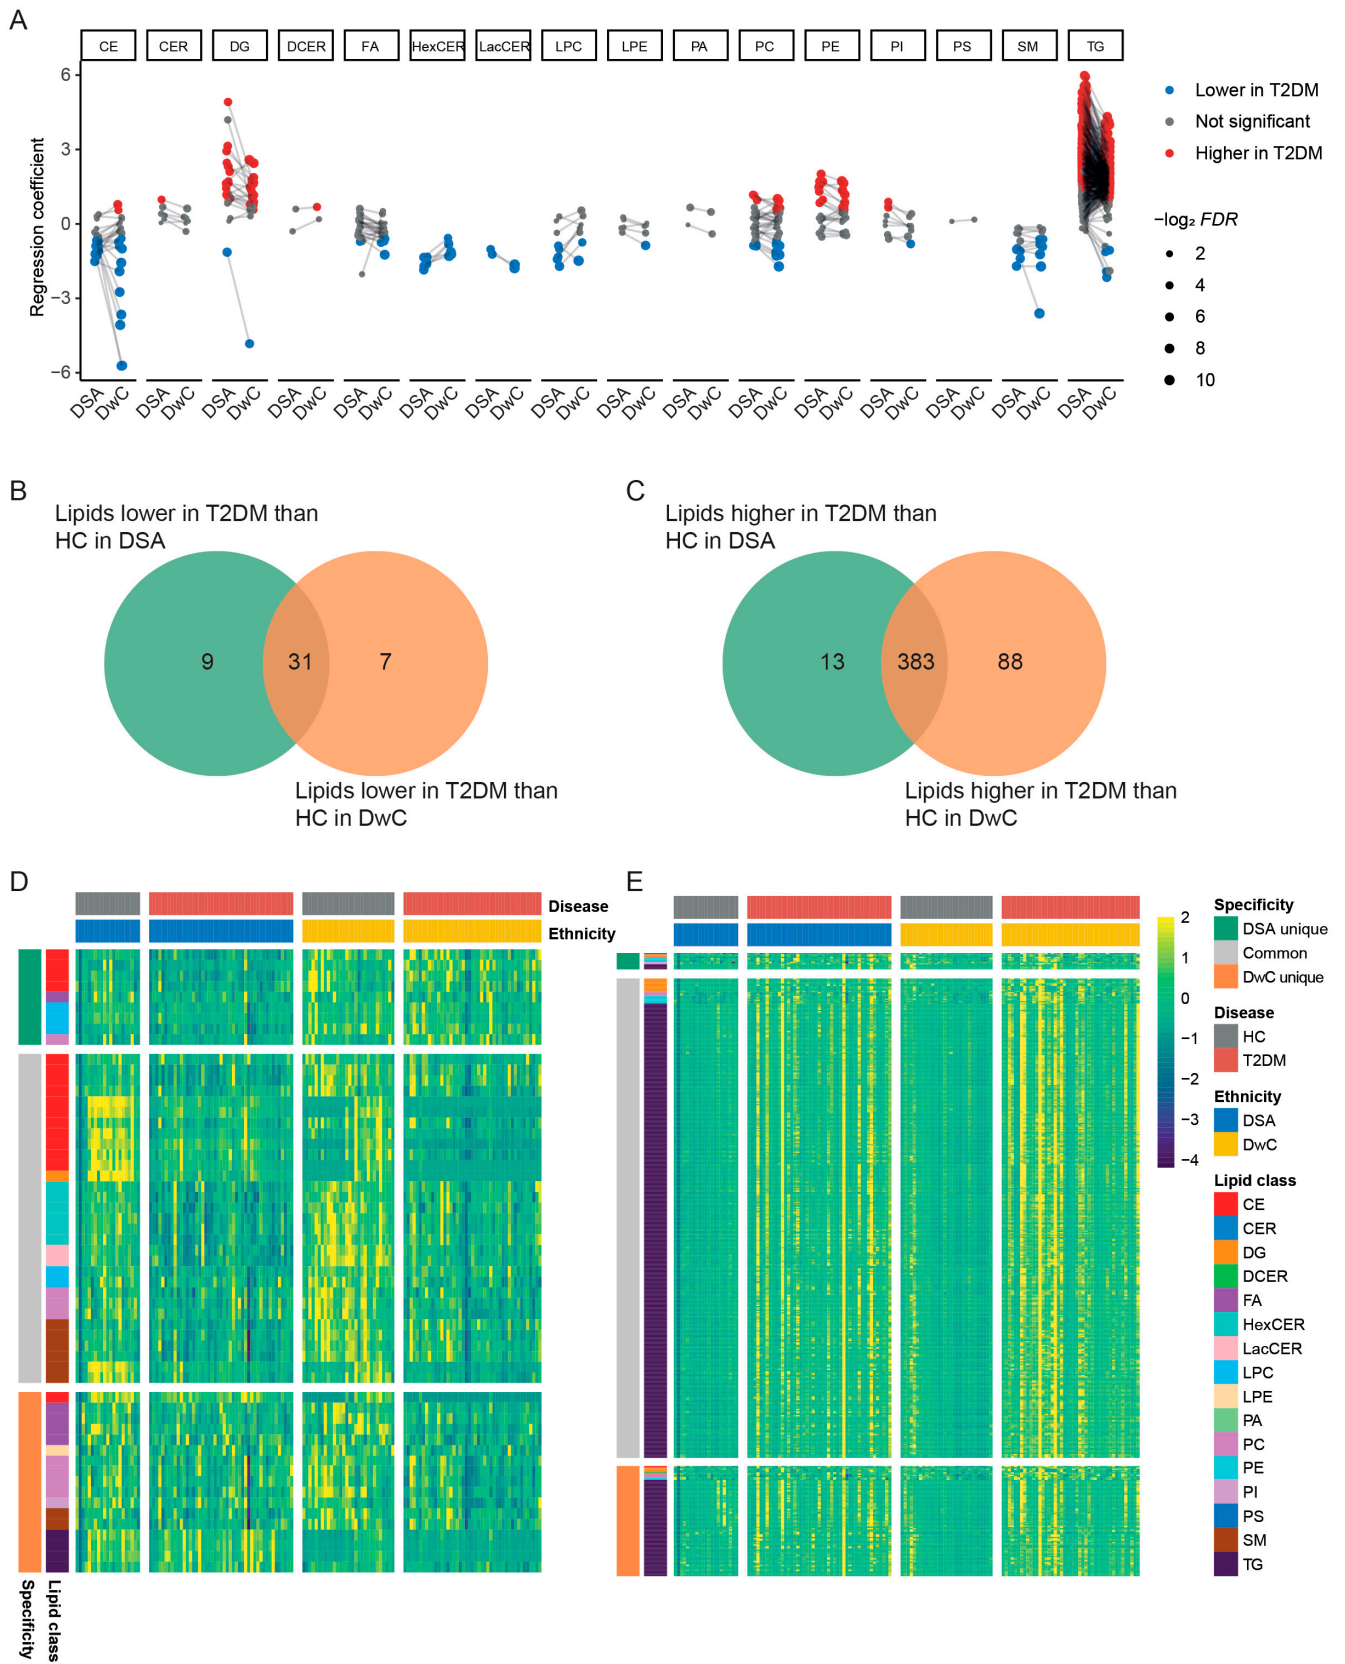 A
CE CER DG DCER FA HexCER LacCER LPC LPE PA PC PE PI PS SM TG
Regression coefficient
6
3
0
−3
−6
DSA DwC DSA DwC DSA DwC DSA DwC DSA DwC DSA DwC DSA DwC DSA DwC DSA DwC DSA DwC DSA DwC DSA DwC DSA DwC DSA DwC DSA DwC DSA DwC
Lower in T2DM
Not significant
Higher in T2DM
−log₂ FDR
2
4
6
8
10
B
Lipids lower in T2DM than
HC in DSA
9 31 7
Lipids lower in T2DM than
HC in DwC
C
Lipids higher in T2DM than
HC in DSA
13 383 88
Lipids higher in T2DM than
HC in DwC
D
Disease
Ethnicity
Specificity
Lipid class
E
2
1
0
−1
−2
−3
−4
Specificity
DSA unique
Common
DwC unique
Disease
HC
T2DM
Ethnicity
DSA
DwC
Lipid class
CE
CER
DG
DCER
FA
HexCER
LacCER
LPC
LPE
PA
PC
PE
PI
PS
SM
TG